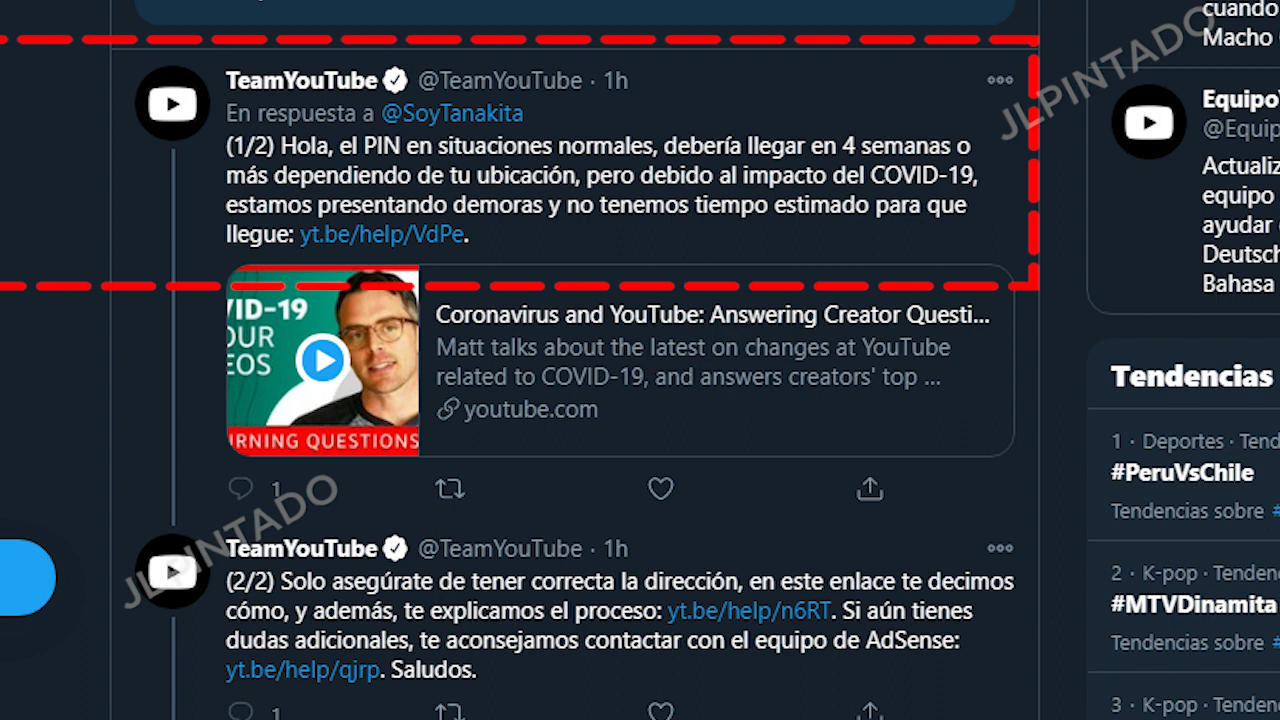 TeamYouTube @TeamYouTube · 1h
En respuesta a @SoyTanakita
(1/2) Hola, el PIN en situaciones normales, debería llegar en 4 semanas o
más dependiendo de tu ubicación, pero debido al impacto del COVID-19,
estamos presentando demoras y no tenemos tiempo estimado para que
llegue: yt.be/help/VdPe.
VID-19
OUR
EOS
RNING QUESTIONS
Coronavirus and YouTube: Answering Creator Questi...
Matt talks about the latest on changes at YouTube
related to COVID-19, and answers creators' top ...
youtube.com
1
TeamYouTube @TeamYouTube · 1h
(2/2) Solo asegúrate de tener correcta la dirección, en este enlace te decimos
cómo, y además, te explicamos el proceso: yt.be/help/n6RT. Si aún tienes
dudas adicionales, te aconsejamos contactar con el equipo de AdSense:
yt.be/help/qjrp. Saludos.
1
cuando
Macho
EquipoY
@Equip
Actualiz
equipo
ayudar
Deutsch
Bahasa
Tendencias
1 · Deportes · Tend
#PeruVsChile
Tendencias sobre #
2 · K-pop · Tenden
#MTVDinamita
Tendencias sobre #
3 · K-pop · Tenden
JLPINTADO
JLPINTADO